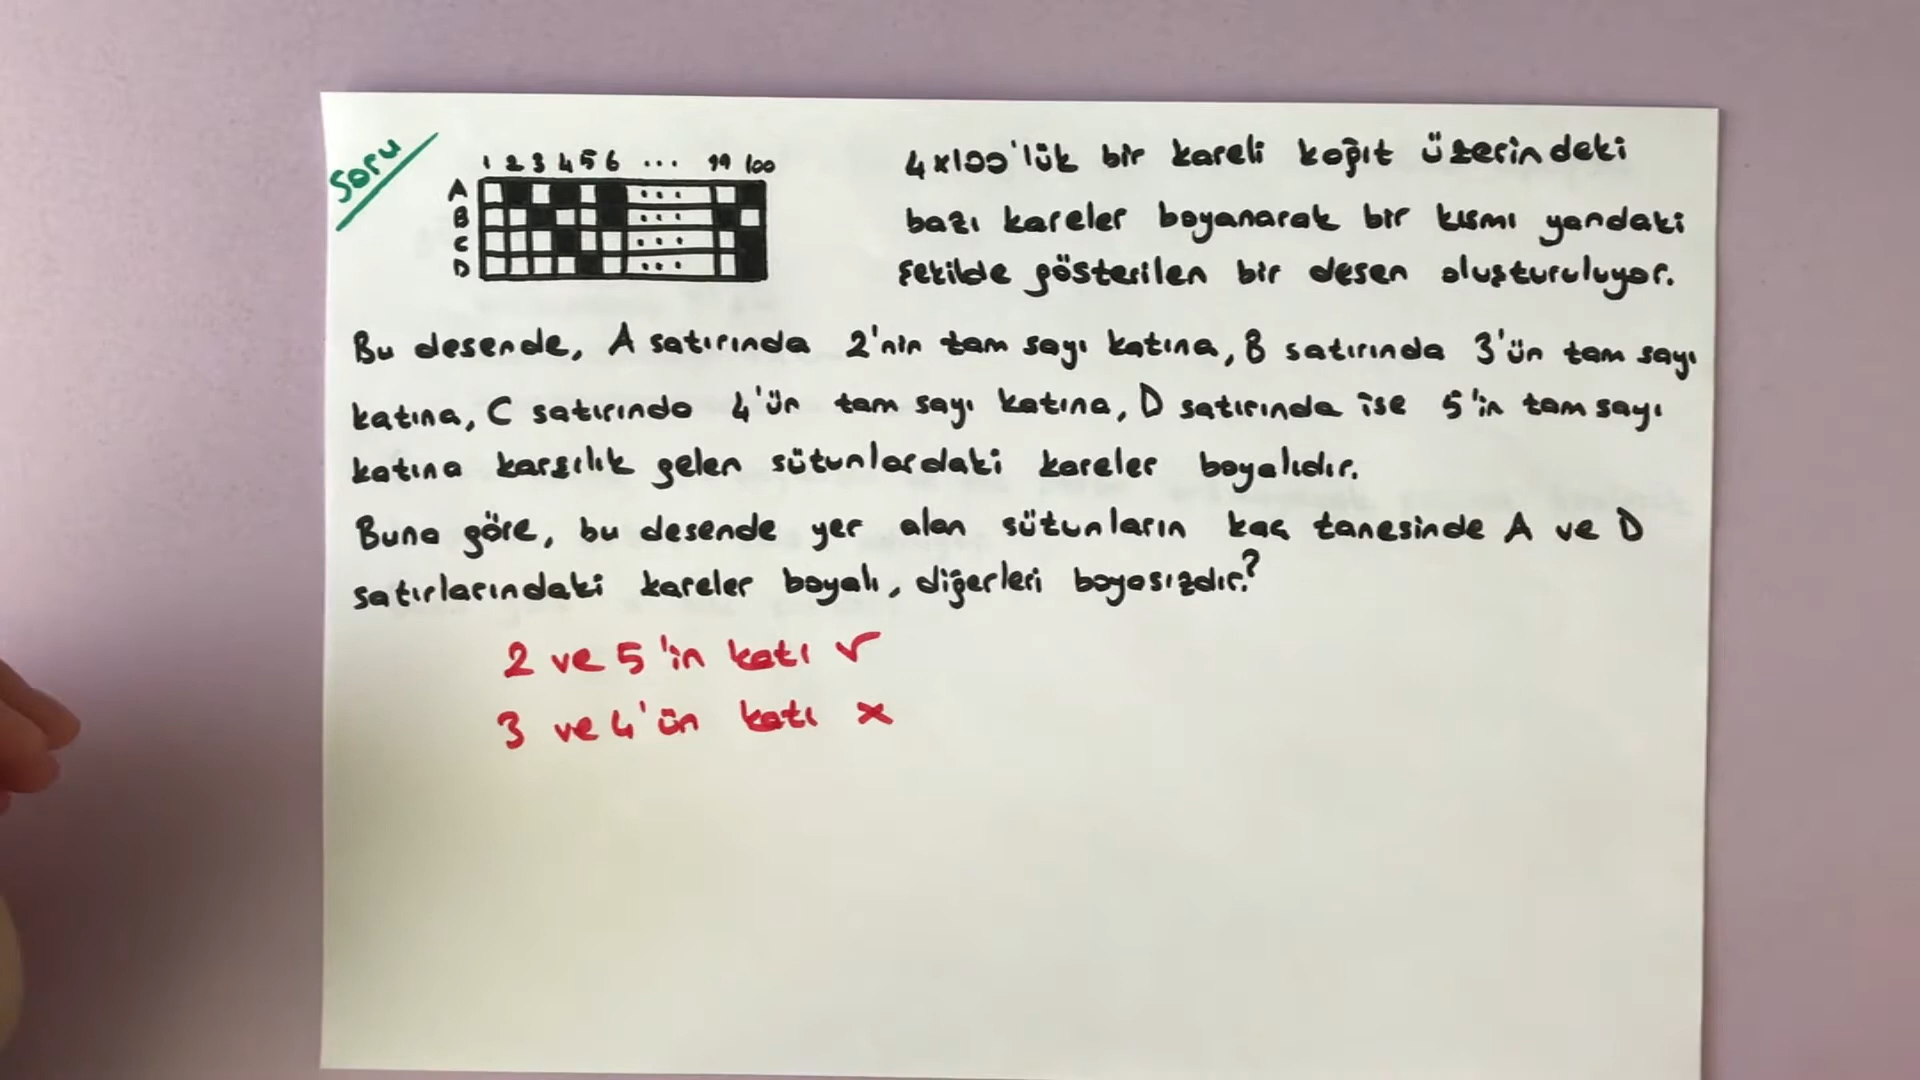 Soru
1 2 3 4 5 6 ... 99 100
4x100'lük bir kareli kağıt üzerindeki
A ...
B ...
C ...
D ...
bazı kareler boyanarak bir kısmı yandaki
şekilde gösterilen bir desen oluşturuluyor.
Bu desende, A satırında 2'nin tam sayı katına, B satırında 3'ün tam sayı
katına, C satırında 4'ün tam sayı katına, D satırında ise 5'in tam sayı
katına karşılık gelen sütunlardaki kareler boyalıdır.
Buna göre, bu desende yer alan sütunların kaç tanesinde A ve D
satırlarındaki kareler boyalı, diğerleri boyasızdır?
2 ve 5'in katı ✓
3 ve 4'ün katı x